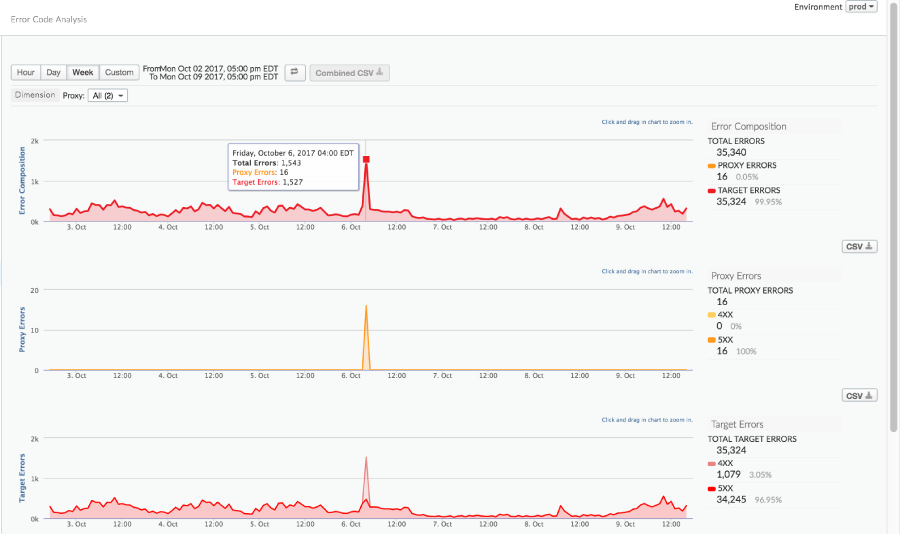 Environment prod
Error Code Analysis
Hour Day Week Custom FromMon Oct 02 2017, 05:00 pm EDT
To Mon Oct 09 2017, 05:00 pm EDT
Combined CSV
Dimension Proxy: All (2)
Click and drag in chart to zoom in.
Error Composition
2k
1k
0k
Friday, October 6, 2017 04:00 EDT
Total Errors: 1,543
Proxy Errors: 16
Target Errors: 1,527
3. Oct 12:00 4. Oct 12:00 5. Oct 12:00 6. Oct 12:00 7. Oct 12:00 8. Oct 12:00 9. Oct 12:00
Error Composition
TOTAL ERRORS
35,340
PROXY ERRORS
16 0.05%
TARGET ERRORS
35,324 99.95%
CSV
Click and drag in chart to zoom in.
Proxy Errors
20
10
0
3. Oct 12:00 4. Oct 12:00 5. Oct 12:00 6. Oct 12:00 7. Oct 12:00 8. Oct 12:00 9. Oct 12:00
Proxy Errors
TOTAL PROXY ERRORS
16
4XX
0 0%
5XX
16 100%
CSV
Click and drag in chart to zoom in.
Target Errors
2k
1k
0k
3. Oct 12:00 4. Oct 12:00 5. Oct 12:00 6. Oct 12:00 7. Oct 12:00 8. Oct 12:00 9. Oct 12:00
Target Errors
TOTAL TARGET ERRORS
35,324
4XX
1,079 3.05%
5XX
34,245 96.95%